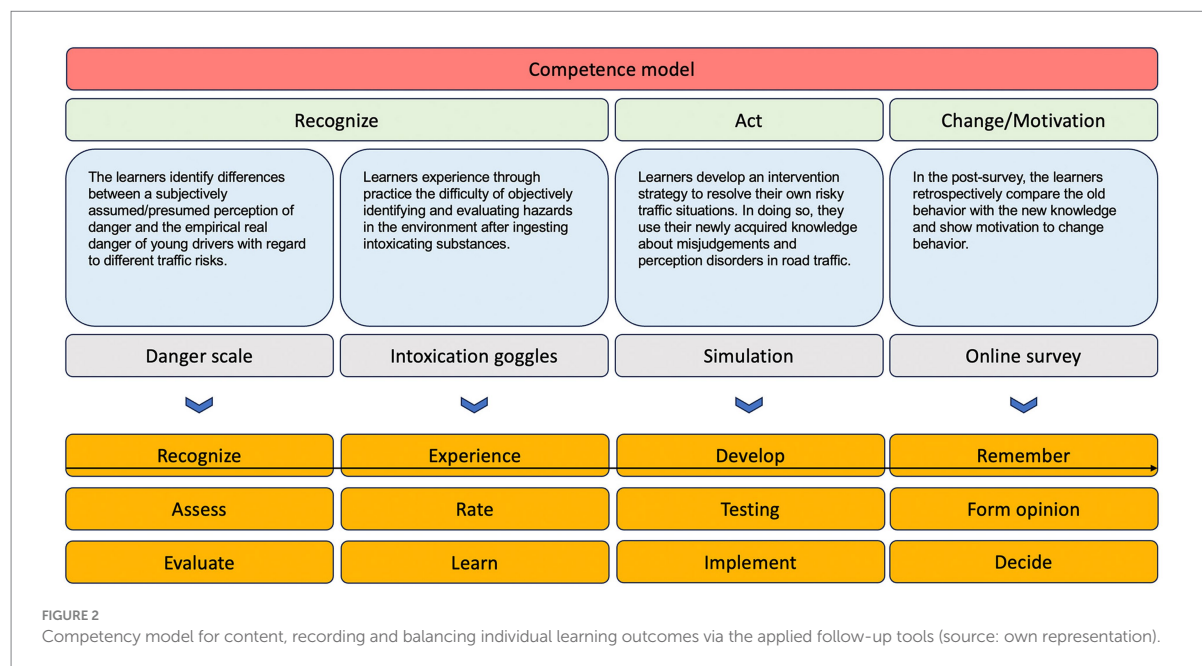 Competence model
Recognize
Act
Change/Motivation
The learners identify differences
between a subjectively
assumed/presumed perception of
danger and the empirical real
danger of young drivers with regard
to different traffic risks.
Learners experience through
practice the difficulty of objectively
identifying and evaluating hazards
in the environment after ingesting
intoxicating substances.
Learners develop an intervention
strategy to resolve their own risky
traffic situations. In doing so, they
use their newly acquired knowledge
about misjudgements and
perception disorders in road traffic.
In the post-survey, the learners
retrospectively compare the old
behavior with the new knowledge
and show motivation to change
behavior.
Danger scale
Intoxication goggles
Simulation
Online survey
Recognize
Experience
Develop
Remember
Assess
Rate
Testing
Form opinion
Evaluate
Learn
Implement
Decide
FIGURE 2
Competency model for content, recording and balancing individual learning outcomes via the applied follow-up tools (source: own representation).